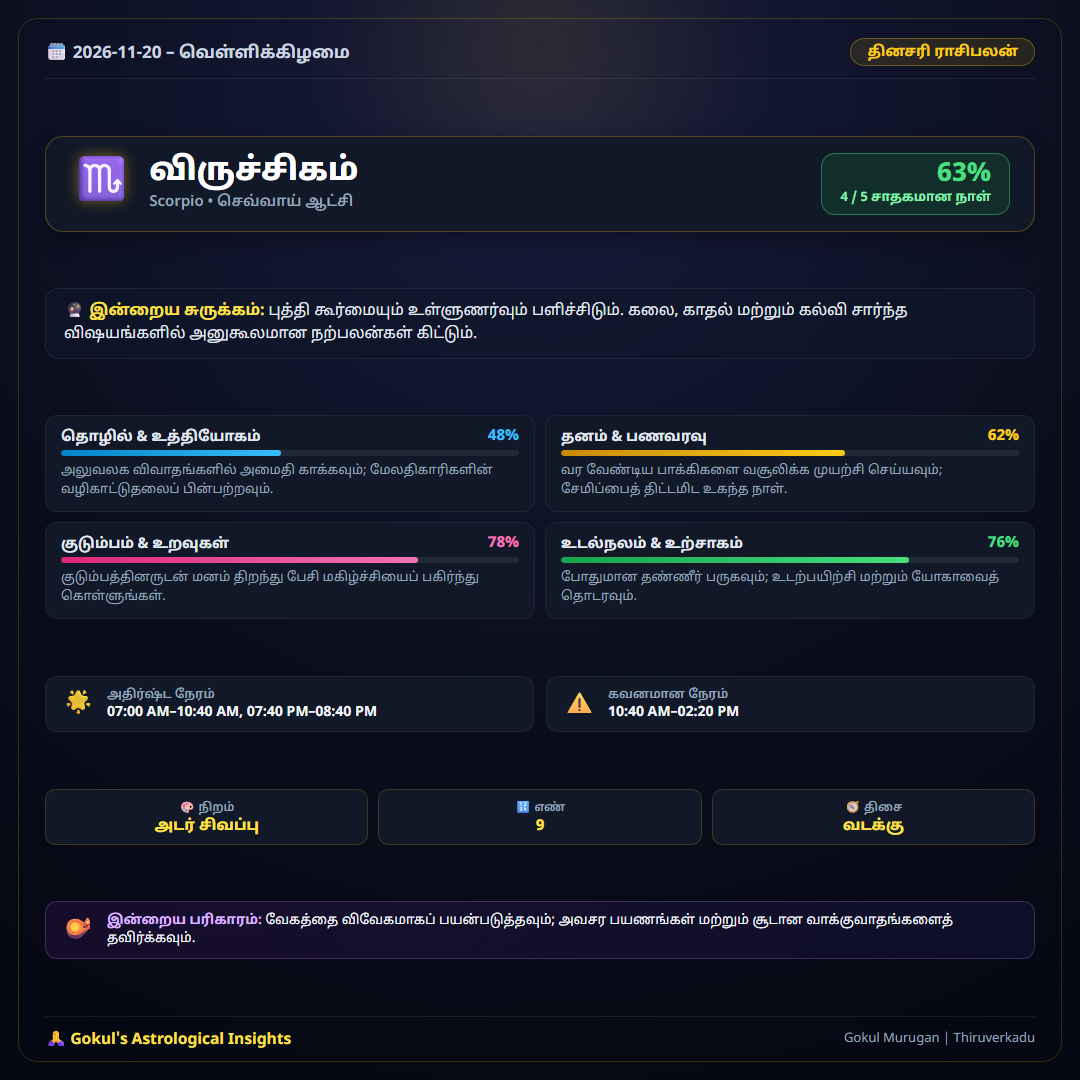 2026-11-20 – வெள்ளிக்கிழமை
தினசரி ராசிபலன்
விருச்சிகம்
Scorpio • செவ்வாய் ஆட்சி
63%
4 / 5 சாதகமான நாள்
இன்றைய சுருக்கம்: புத்தி கூர்மையும் உள்ளுணர்வும் பளிச்சிடும். கலை, காதல் மற்றும் கல்வி சார்ந்த
விஷயங்களில் அனுகூலமான நற்பலன்கள் கிட்டும்.
தொழில் & உத்தியோகம்
48%
அலுவலக விவாதங்களில் அமைதி காக்கவும்; மேலதிகாரிகளின்
வழிகாட்டுதலைப் பின்பற்றவும்.
தனம் & பணவரவு
62%
வர வேண்டிய பாக்கிகளை வசூலிக்க முயற்சி செய்யவும்;
சேமிப்பைத் திட்டமிட உகந்த நாள்.
குடும்பம் & உறவுகள்
78%
குடும்பத்தினருடன் மனம் திறந்து பேசி மகிழ்ச்சியைப் பகிர்ந்து
கொள்ளுங்கள்.
உடல்நலம் & உற்சாகம்
76%
போதுமான தண்ணீர் பருகவும்; உடற்பயிற்சி மற்றும் யோகாவைத்
தொடரவும்.
அதிர்ஷ்ட நேரம்
07:00 AM–10:40 AM, 07:40 PM–08:40 PM
கவனமான நேரம்
10:40 AM–02:20 PM
நிறம்
அடர் சிவப்பு
எண்
9
திசை
வடக்கு
இன்றைய பரிகாரம்: வேகத்தை விவேகமாகப் பயன்படுத்தவும்; அவசர பயணங்கள் மற்றும் சூடான வாக்குவாதங்களைத்
தவிர்க்கவும்.
Gokul's Astrological Insights
Gokul Murugan | Thiruverkadu